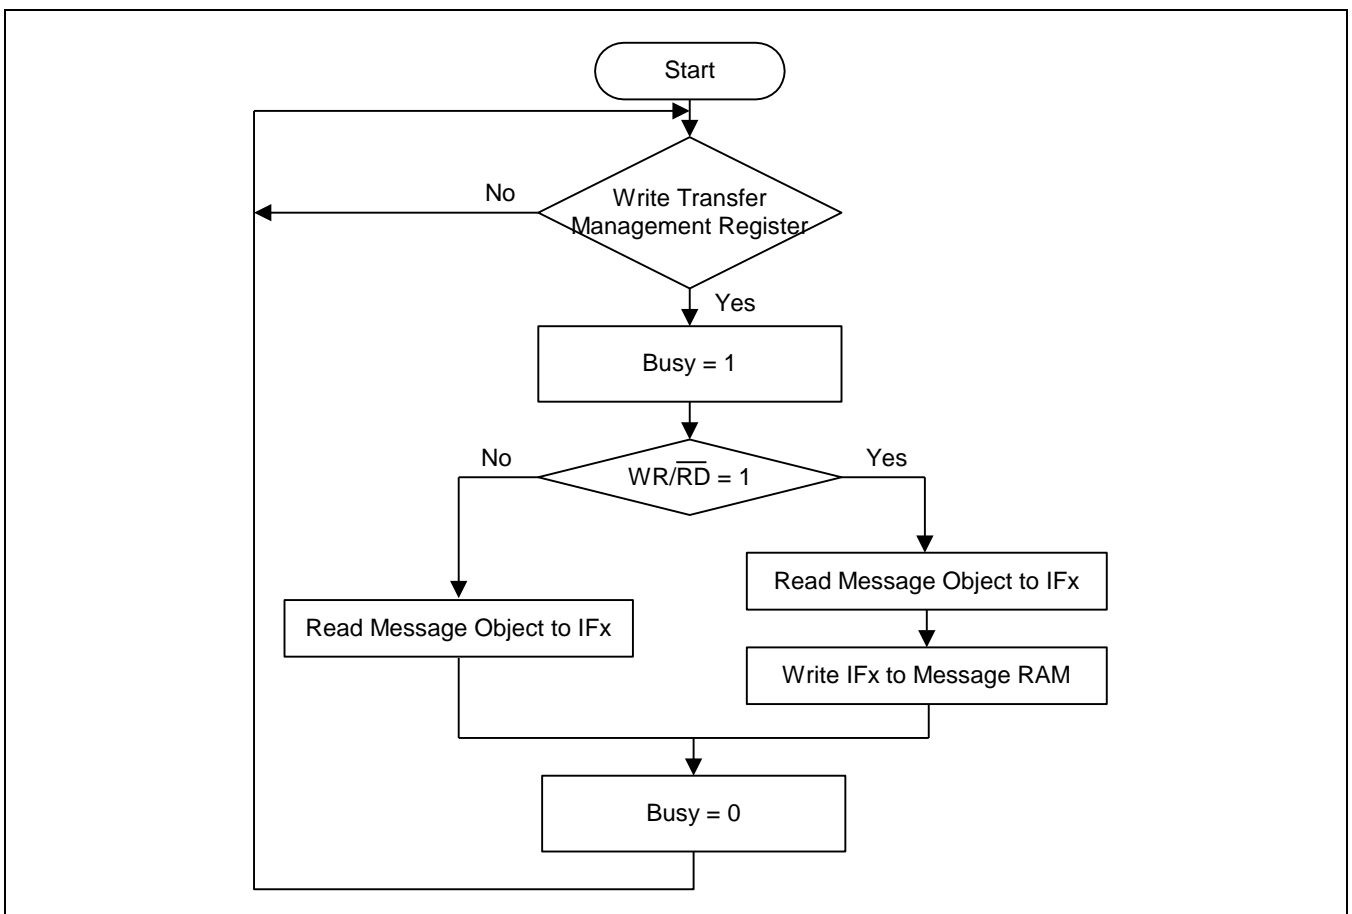 Start
No
Write Transfer
Management Register
Yes
Busy = 1
No
WR/R̅D̅ = 1
Yes
Read Message Object to IFx
Read Message Object to IFx
Write IFx to Message RAM
Busy = 0